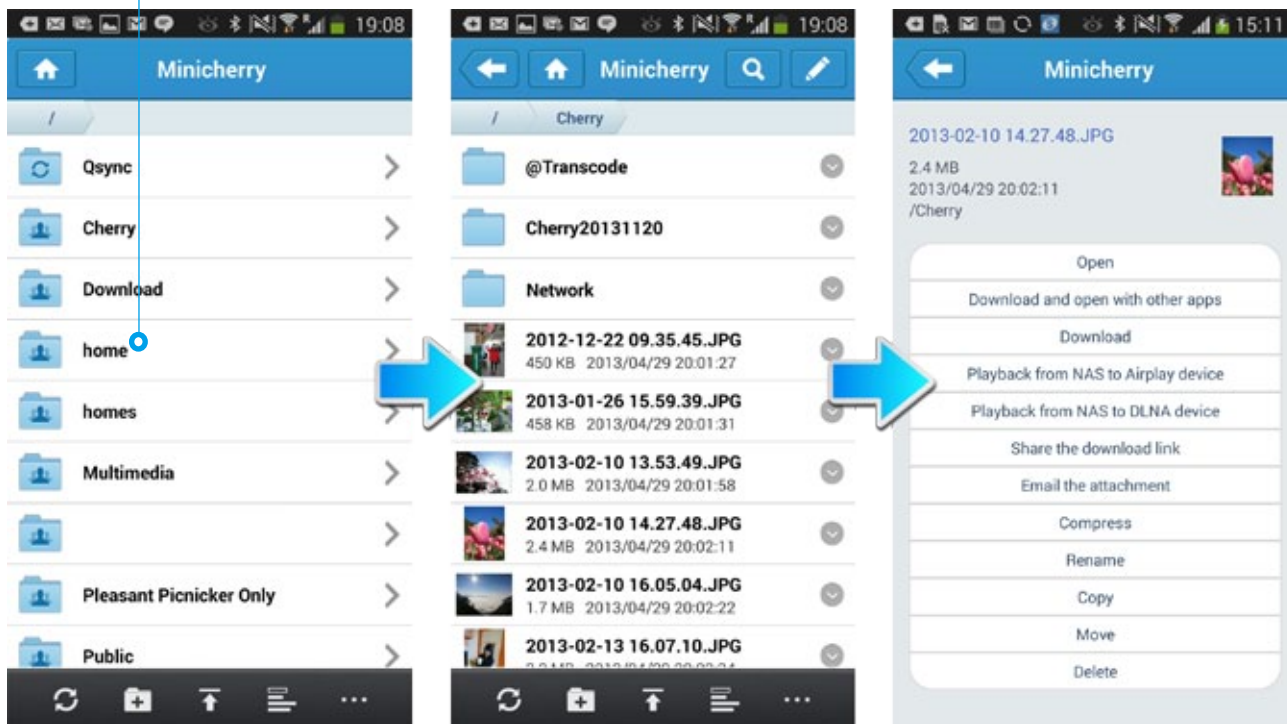 19:08
Minicherry
/
Qsync
Cherry
Download
home
homes
Multimedia
Pleasant Picnicker Only
Public
19:08
Minicherry
/ Cherry
@Transcode
Cherry20131120
Network
2012-12-22 09.35.45.JPG
450 KB 2013/04/29 20:01:27
2013-01-26 15.59.39.JPG
458 KB 2013/04/29 20:01:31
2013-02-10 13.53.49.JPG
2.0 MB 2013/04/29 20:01:58
2013-02-10 14.27.48.JPG
2.4 MB 2013/04/29 20:02:11
2013-02-10 16.05.04.JPG
1.7 MB 2013/04/29 20:02:22
2013-02-13 16.07.10.JPG
15:11
Minicherry
2013-02-10 14.27.48.JPG
2.4 MB
2013/04/29 20:02:11
/Cherry
Open
Download and open with other apps
Download
Playback from NAS to Airplay device
Playback from NAS to DLNA device
Share the download link
Email the attachment
Compress
Rename
Copy
Move
Delete